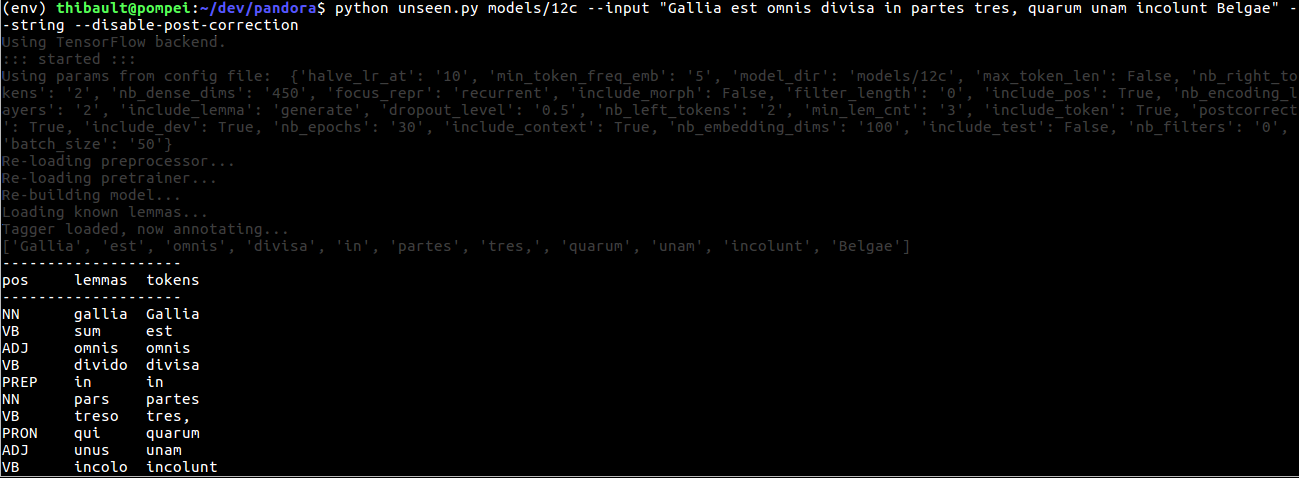 (env) thibault@pompei:~/dev/pandora$ python unseen.py models/12c --input "Gallia est omnis divisa in partes tres, quarum unam incolunt Belgae" -
-string --disable-post-correction
Using TensorFlow backend.
::: started :::
Using params from config file:  {'halve_lr_at': '10', 'min_token_freq_emb': '5', 'model_dir': 'models/12c', 'max_token_len': False, 'nb_right_to
kens': '2', 'nb_dense_dims': '450', 'focus_repr': 'recurrent', 'include_morph': False, 'filter_length': '0', 'include_pos': True, 'nb_encoding_l
ayers': '2', 'include_lemma': 'generate', 'dropout_level': '0.5', 'nb_left_tokens': '2', 'min_lem_cnt': '3', 'include_token': True, 'postcorrect
': True, 'include_dev': True, 'nb_epochs': '30', 'include_context': True, 'nb_embedding_dims': '100', 'include_test': False, 'nb_filters': '0',
'batch_size': '50'}
Re-loading preprocessor...
Re-loading pretrainer...
Re-building model...
Loading known lemmas...
Tagger loaded, now annotating...
['Gallia', 'est', 'omnis', 'divisa', 'in', 'partes', 'tres,', 'quarum', 'unam', 'incolunt', 'Belgae']
--------------------
pos     lemmas  tokens
--------------------
NN      gallia  Gallia
VB      sum     est
ADJ     omnis   omnis
VB      divido  divisa
PREP    in      in
NN      pars    partes
VB      treso   tres,
PRON    qui     quarum
ADJ     unus    unam
VB      incolo  incolunt